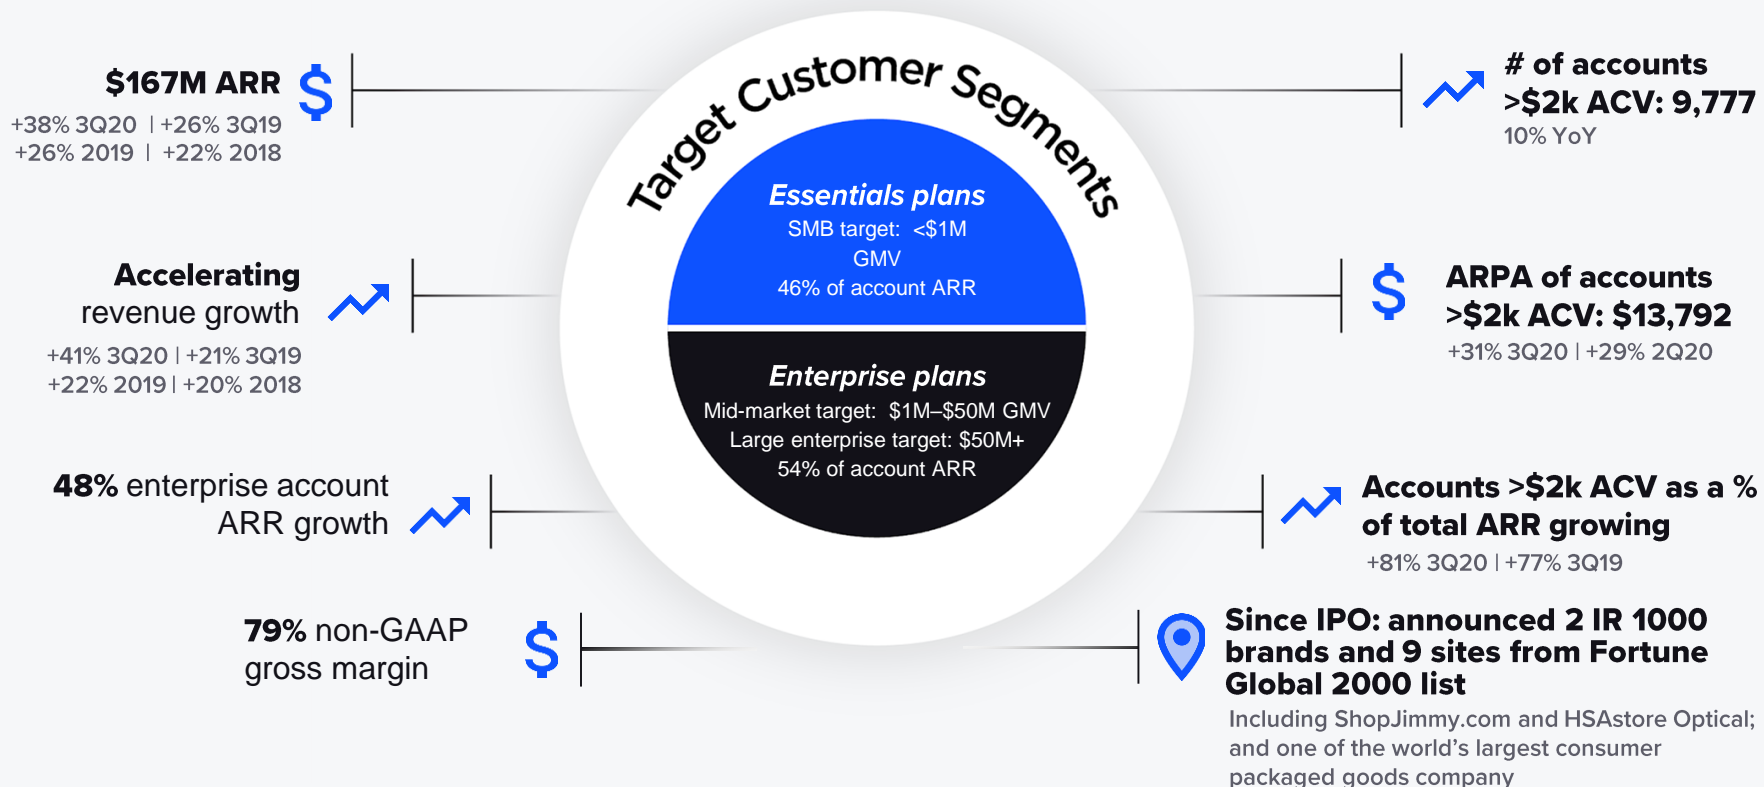 Target Customer Segments
Essentials plans
SMB target: <$1M
GMV
46% of account ARR
Enterprise plans
Mid-market target: $1M–$50M GMV
Large enterprise target: $50M+
54% of account ARR
$167M ARR
+38% 3Q20 | +26% 3Q19
+26% 2019 | +22% 2018
Accelerating
revenue growth
+41% 3Q20 | +21% 3Q19
+22% 2019 | +20% 2018
48% enterprise account
ARR growth
79% non-GAAP
gross margin
# of accounts
>$2k ACV: 9,777
10% YoY
ARPA of accounts
>$2k ACV: $13,792
+31% 3Q20 | +29% 2Q20
Accounts >$2k ACV as a %
of total ARR growing
+81% 3Q20 | +77% 3Q19
Since IPO: announced 2 IR 1000
brands and 9 sites from Fortune
Global 2000 list
Including ShopJimmy.com and HSAstore Optical;
and one of the world's largest consumer
packaged goods company